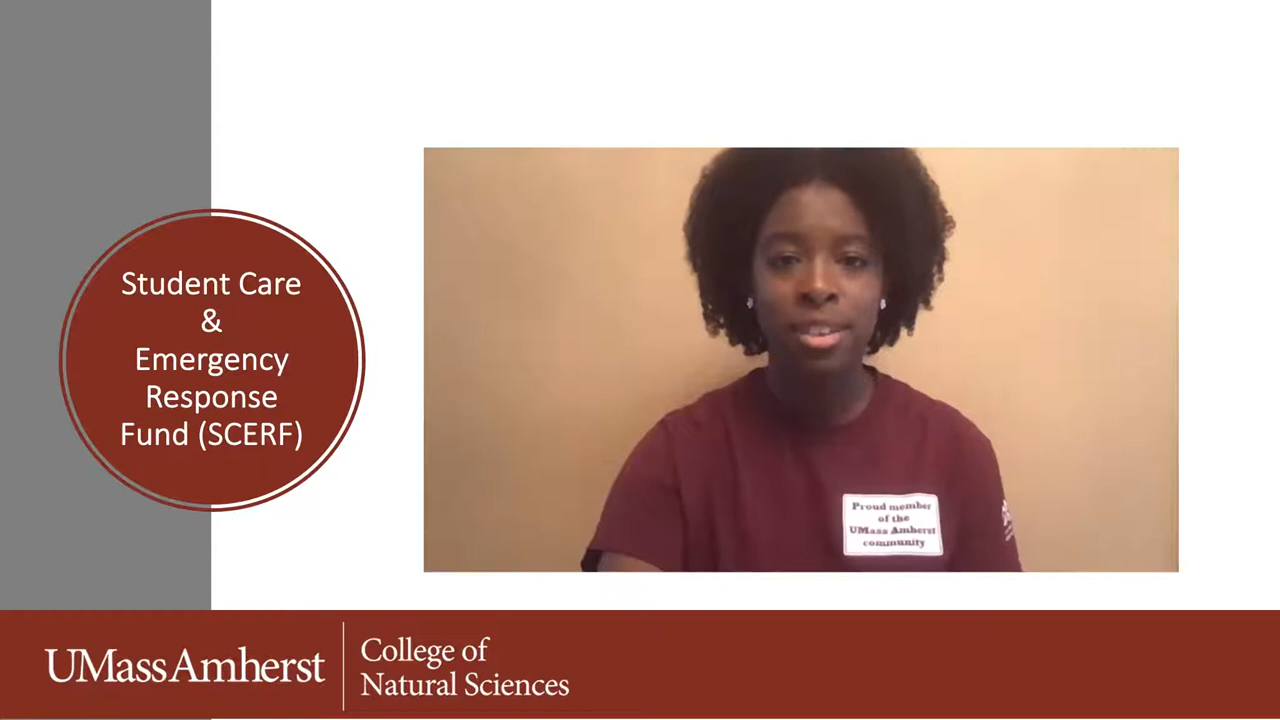 Student Care
&
Emergency
Response
Fund (SCERF)
Proud member
of the
UMass Amherst
community
UMassAmherst
College of
Natural Sciences